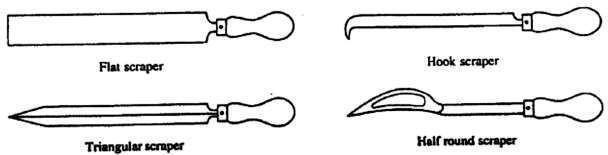 Flat scraper
Hook scraper
Triangular scraper
Half round scraper